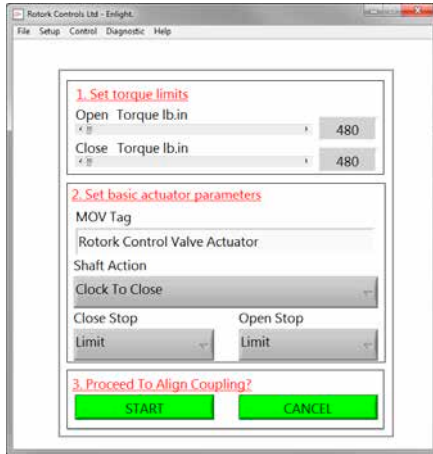 Rotork Controls Ltd - Enlight.
File Setup Control Diagnostic Help
1. Set torque limits
Open Torque lb.in
480
Close Torque lb.in
480
2. Set basic actuator parameters
MOV Tag
Rotork Control Valve Actuator
Shaft Action
Clock To Close
Close Stop Open Stop
Limit Limit
3. Proceed To Align Coupling?
START CANCEL